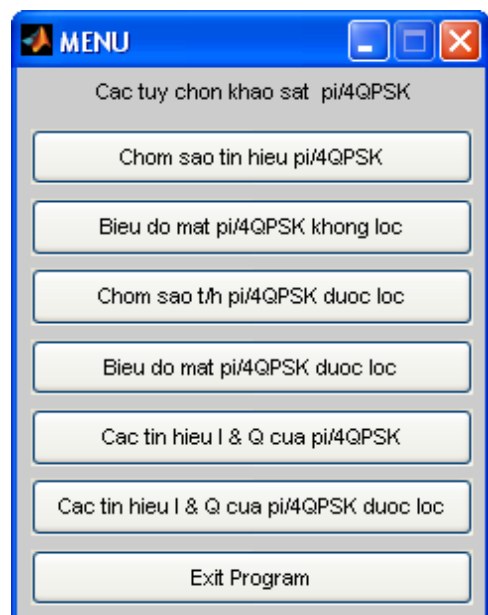 MENU
Cac tuy chon khao sat pi/4QPSK
Chom sao tin hieu pi/4QPSK
Bieu do mat pi/4QPSK khong loc
Chom sao t/h pi/4QPSK duoc loc
Bieu do mat pi/4QPSK duoc loc
Cac tin hieu I & Q cua pi/4QPSK
Cac tin hieu I & Q cua pi/4QPSK duoc loc
Exit Program